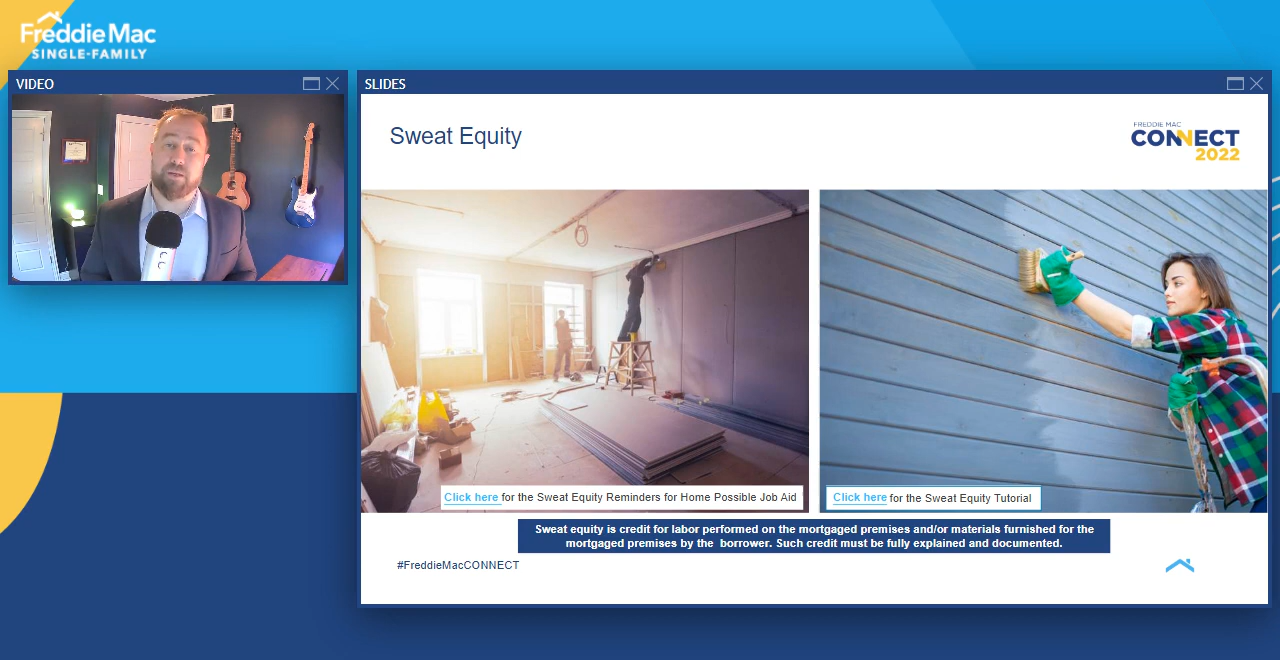 Freddie Mac
SINGLE-FAMILY
VIDEO
SLIDES
Sweat Equity
FREDDIE MAC
CONNECT
2022
Click here for the Sweat Equity Reminders for Home Possible Job Aid
Click here for the Sweat Equity Tutorial
Sweat equity is credit for labor performed on the mortgaged premises and/or materials furnished for the
mortgaged premises by the borrower. Such credit must be fully explained and documented.
#FreddieMacCONNECT